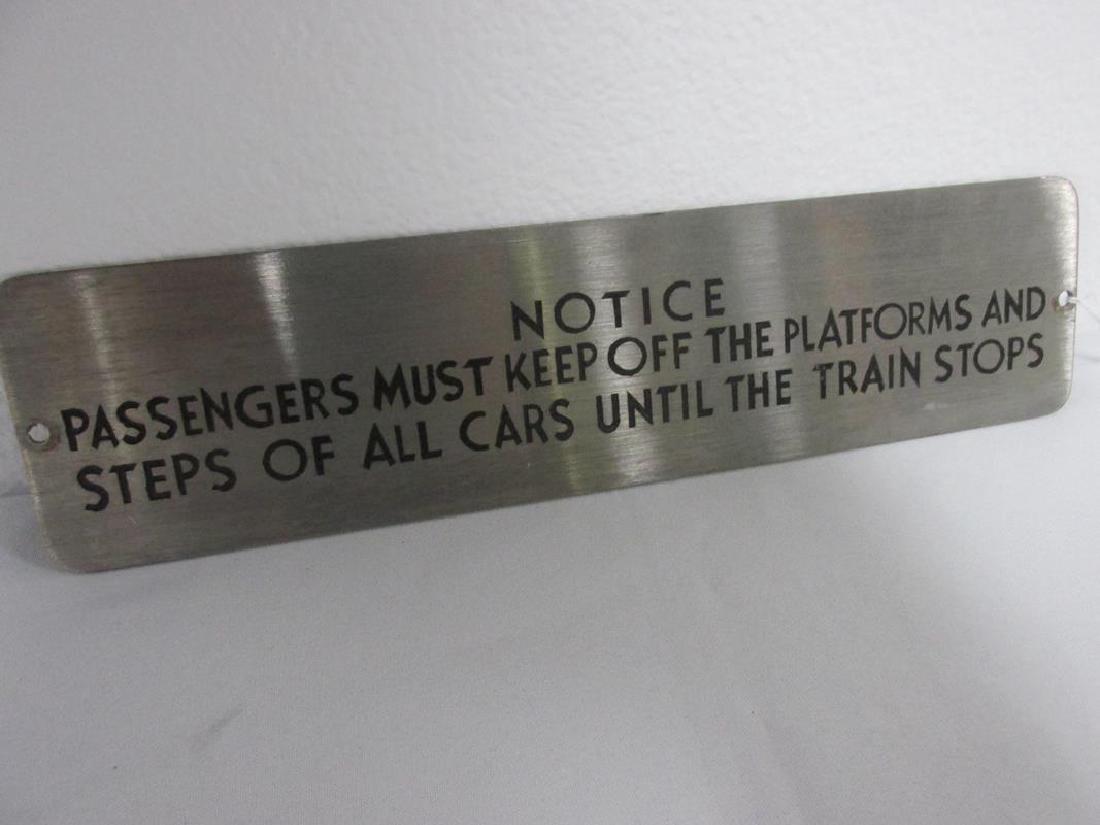 NOTICE
PASSENGERS MUST KEEP OFF THE PLATFORMS AND
STEPS OF ALL CARS UNTIL THE TRAIN STOPS